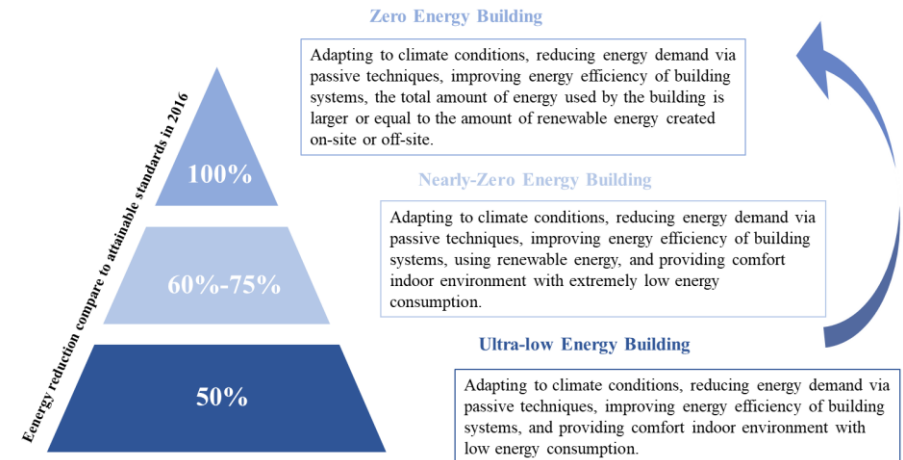 Zero Energy Building
Adapting to climate conditions, reducing energy demand via
passive techniques, improving energy efficiency of building
systems, the total amount of energy used by the building is
larger or equal to the amount of renewable energy created
on-site or off-site.
100%
Nearly-Zero Energy Building
Adapting to climate conditions, reducing energy demand via
passive techniques, improving energy efficiency of building
systems, using renewable energy, and providing comfort
indoor environment with extremely low energy
consumption.
60%-75%
Ultra-low Energy Building
Adapting to climate conditions, reducing energy demand via
passive techniques, improving energy efficiency of building
systems, and providing comfort indoor environment with
low energy consumption.
50%
Eenergy reduction compare to attainable standards in 2016